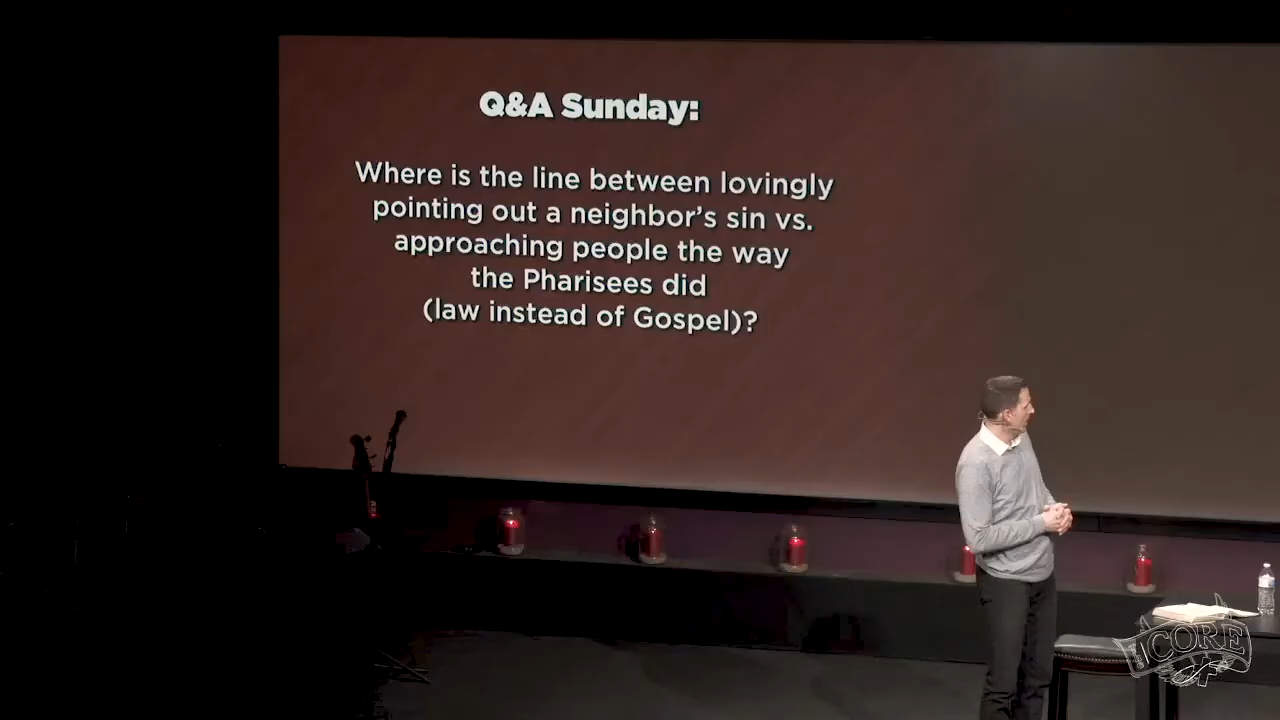 Q&A Sunday:
Where is the line between lovingly
pointing out a neighbor's sin vs.
approaching people the way
the Pharisees did
(law instead of Gospel)?
CORE